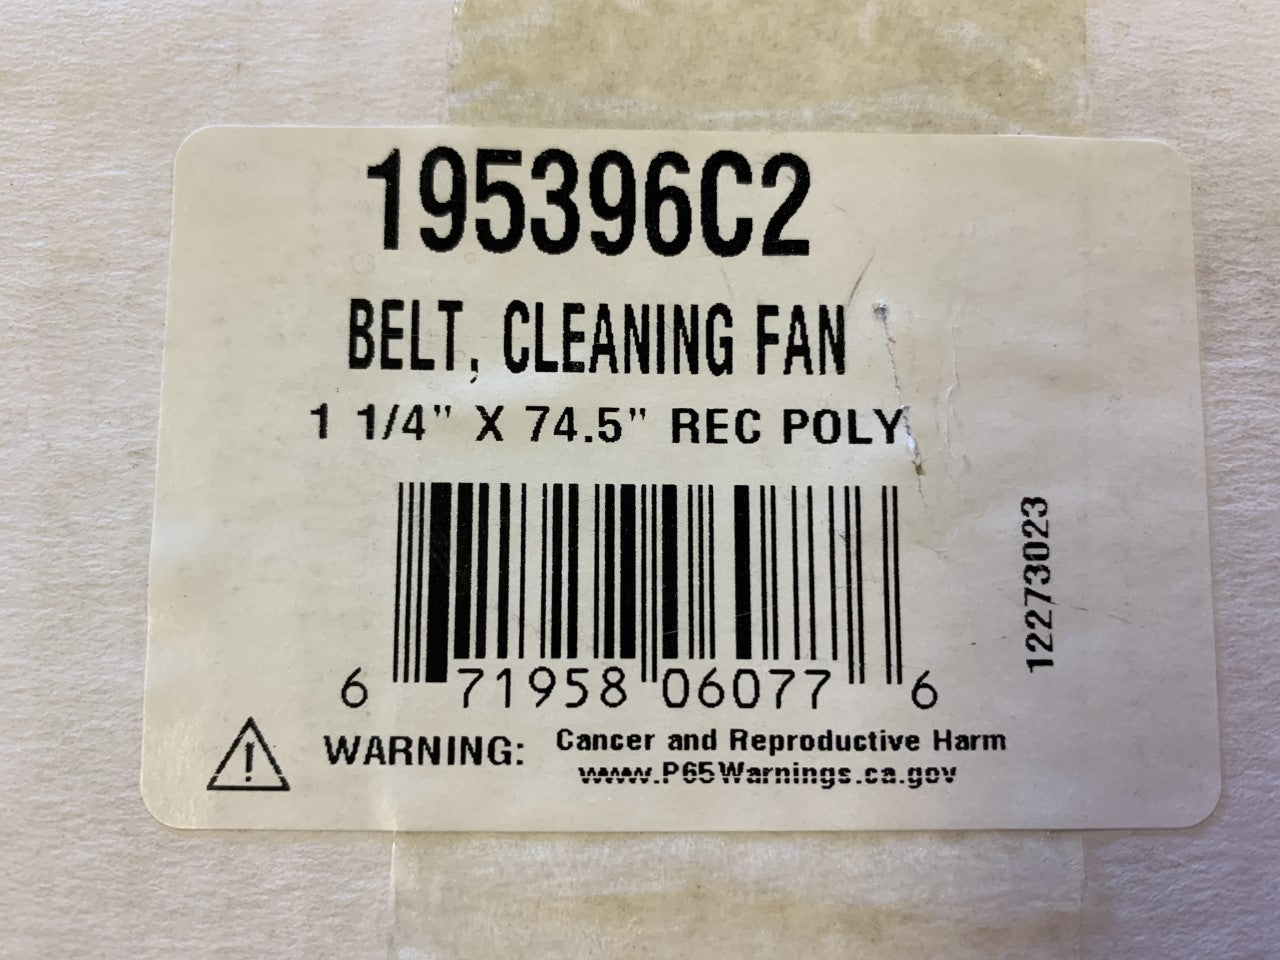 195396C2
BELT, CLEANING FAN
1 1/4" X 74.5" REC POLY
6 71958 06077 6
12273023
WARNING: Cancer and Reproductive Harm
www.P65Warnings.ca.gov